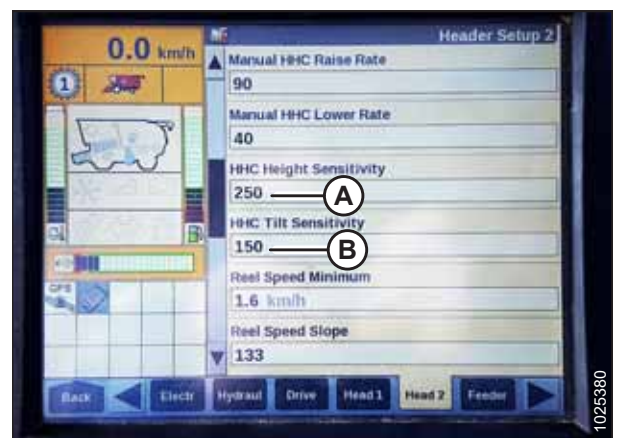 0.0 km/h
Header Setup 2
Manual HHC Raise Rate
90
1
Manual HHC Lower Rate
40
HHC Height Sensitivity
250
A
HHC Tilt Sensitivity
150
B
Reel Speed Minimum
1.6 km/h
GPS
Reel Speed Slope
133
Back
Electr
Hydraul
Drive
Head 1
Head 2
Feeder
1025380